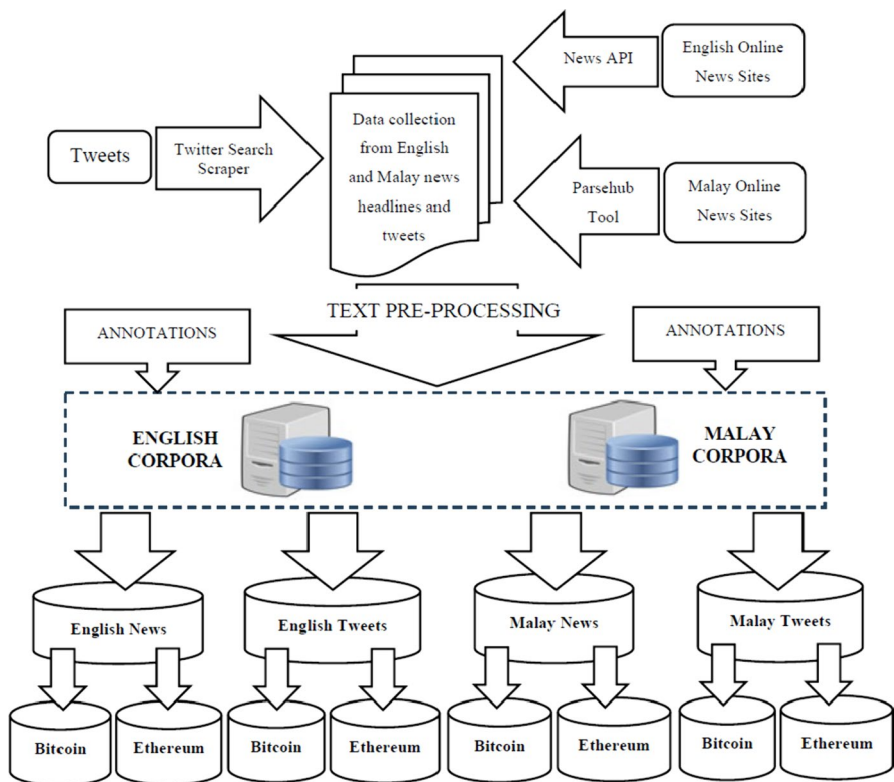 News API
English Online
News Sites
Tweets
Twitter Search
Scraper
Data collection
from English
and Malay news
headlines and
tweets
Parsehub
Tool
Malay Online
News Sites
TEXT PRE-PROCESSING
ANNOTATIONS
ANNOTATIONS
ENGLISH
CORPORA
MALAY
CORPORA
English News
English Tweets
Malay News
Malay Tweets
Bitcoin
Ethereum
Bitcoin
Ethereum
Bitcoin
Ethereum
Bitcoin
Ethereum